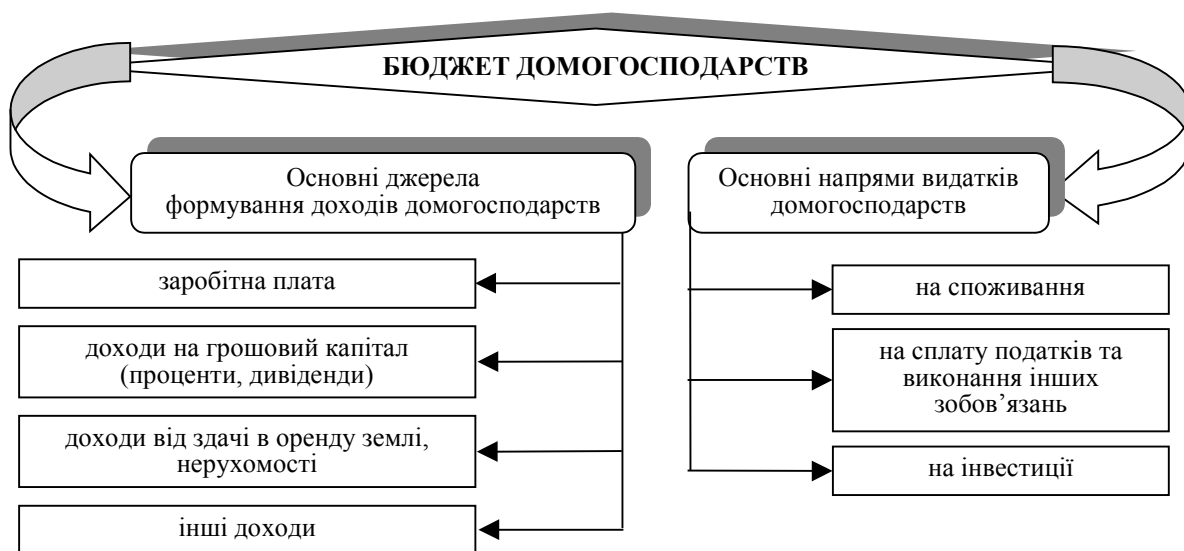 БЮДЖЕТ ДОМОГОСПОДАРСТВ
Основні джерела
формування доходів домогосподарств
заробітна плата
доходи на грошовий капітал
(проценти, дивіденди)
доходи від здачі в оренду землі,
нерухомості
інші доходи
Основні напрями видатків
домогосподарств
на споживання
на сплату податків та
виконання інших
зобов’язань
на інвестиції